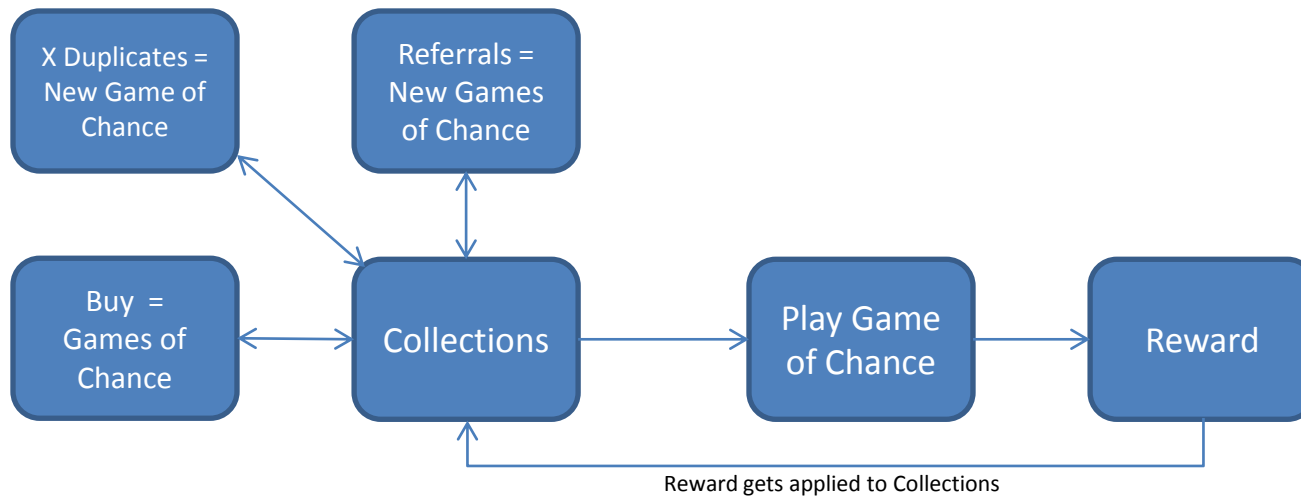 X Duplicates =
New Game of
Chance
Referrals =
New Games
of Chance
Buy =
Games of
Chance
Collections
Play Game
of Chance
Reward
Reward gets applied to Collections